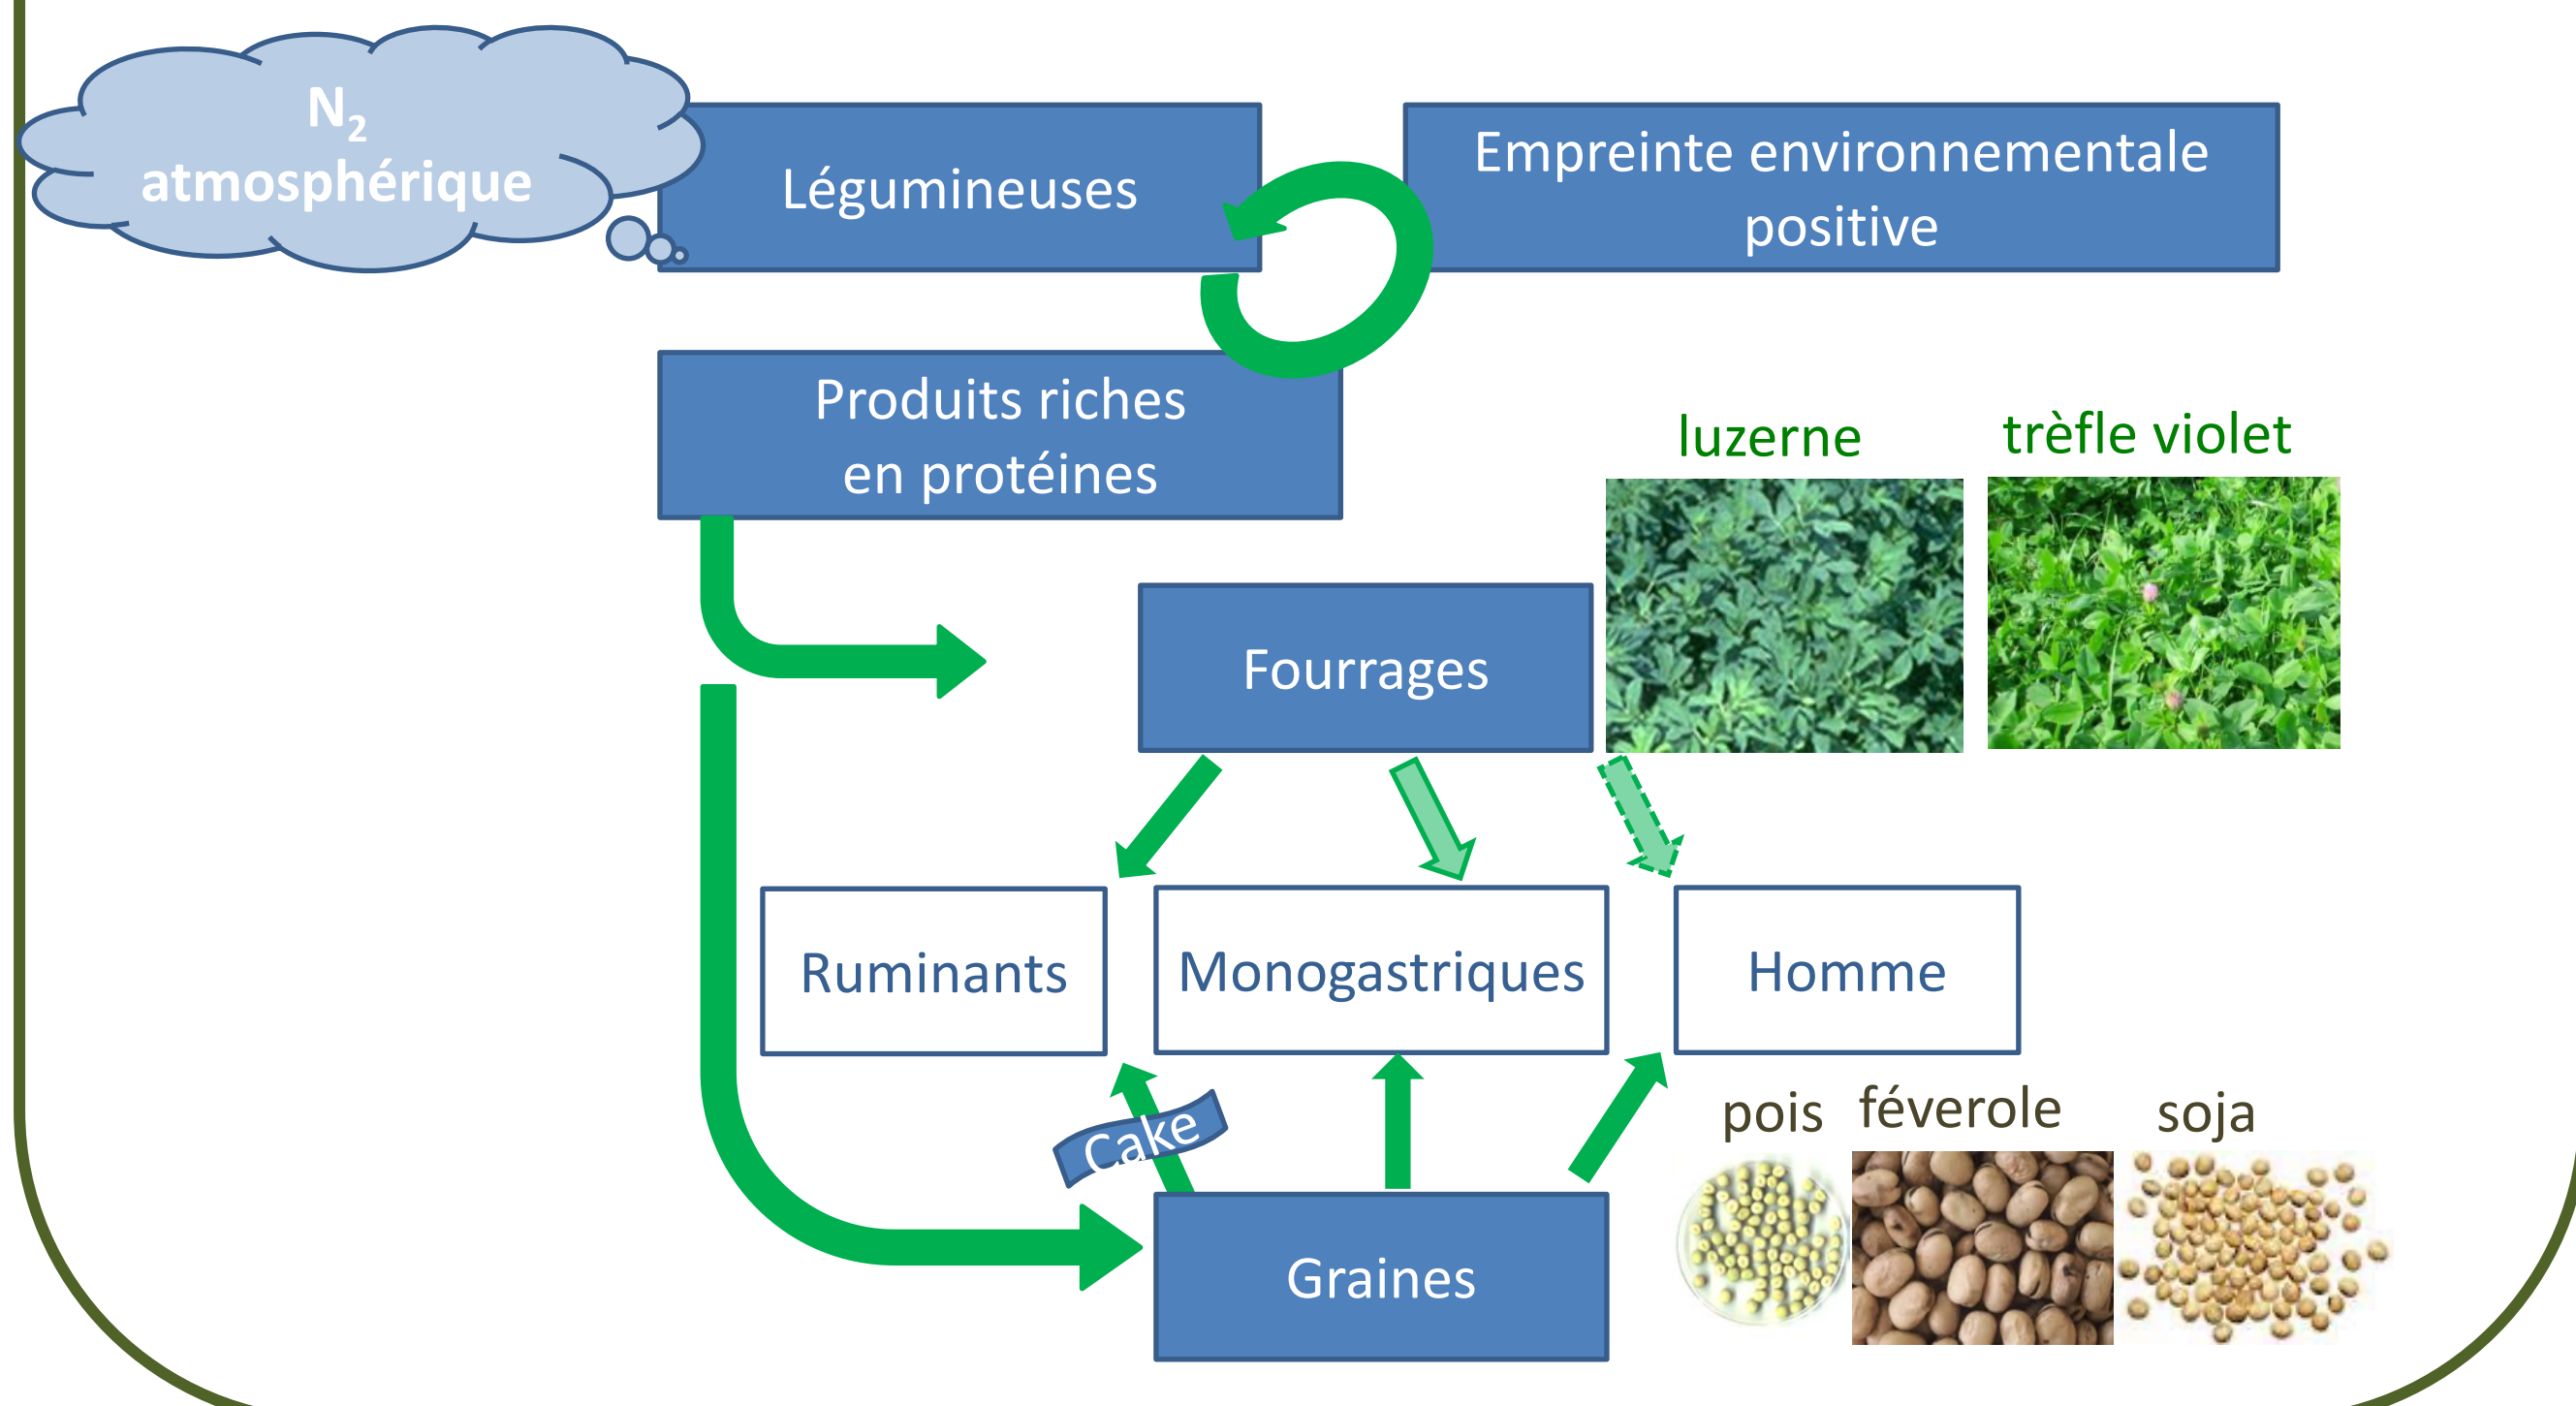 N2
atmosphérique
Légumineuses
Empreinte environnementale
positive
Produits riches
en protéines
luzerne
trèfle violet
Fourrages
Ruminants
Monogastriques
Homme
Cake
pois
féverole
soja
Graines